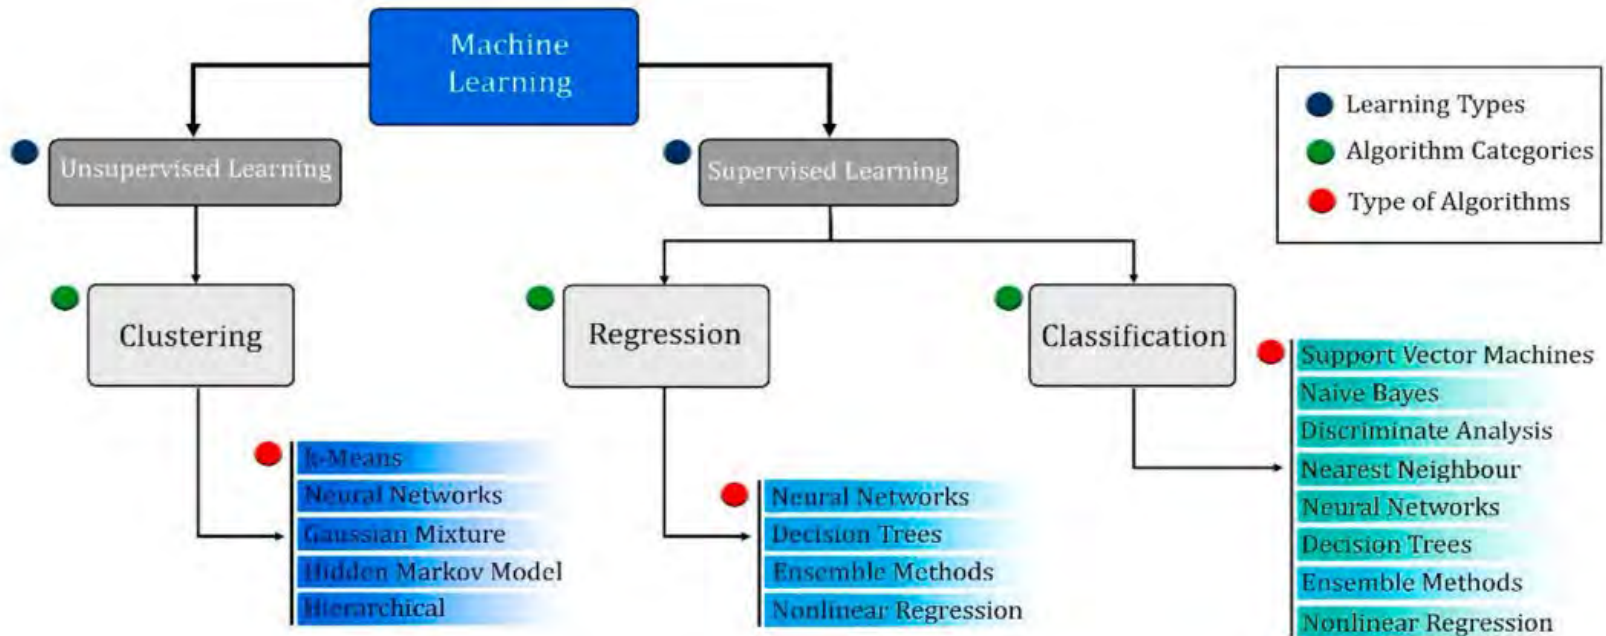 Machine
Learning
Learning Types
Algorithm Categories
Type of Algorithms
Unsupervised Learning
Supervised Learning
Clustering
Regression
Classification
k-Means
Neural Networks
Gaussian Mixture
Hidden Markov Model
Hierarchical
Neural Networks
Decision Trees
Ensemble Methods
Nonlinear Regression
Support Vector Machines
Naive Bayes
Discriminate Analysis
Nearest Neighbour
Neural Networks
Decision Trees
Ensemble Methods
Nonlinear Regression